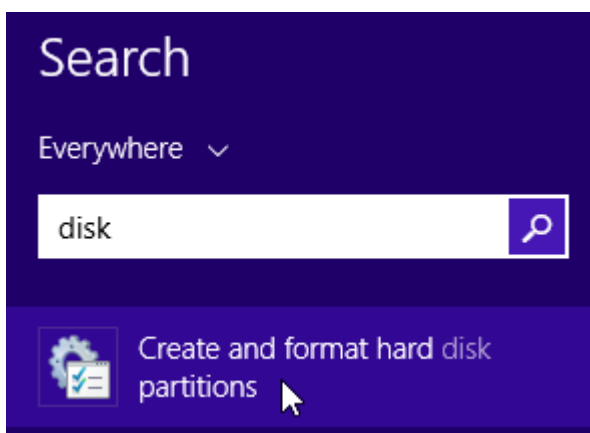 Search
Everywhere
disk
Create and format hard disk
partitions